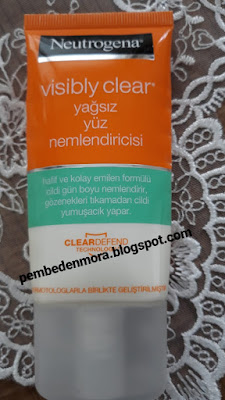 Neutrogena®
visibly clear®
yağsız
yüz
nemlendiricisi
hafif ve kolay emilen formülü
cildi gün boyu nemlendirir,
gözenekleri tıkamadan cildi
yumuşacık yapar.
CLEARDEFEND
TECHNOLOGY
pembedenmora.blogspot.com
BİRLİKTE GELİŞTİRİLMİŞTİR